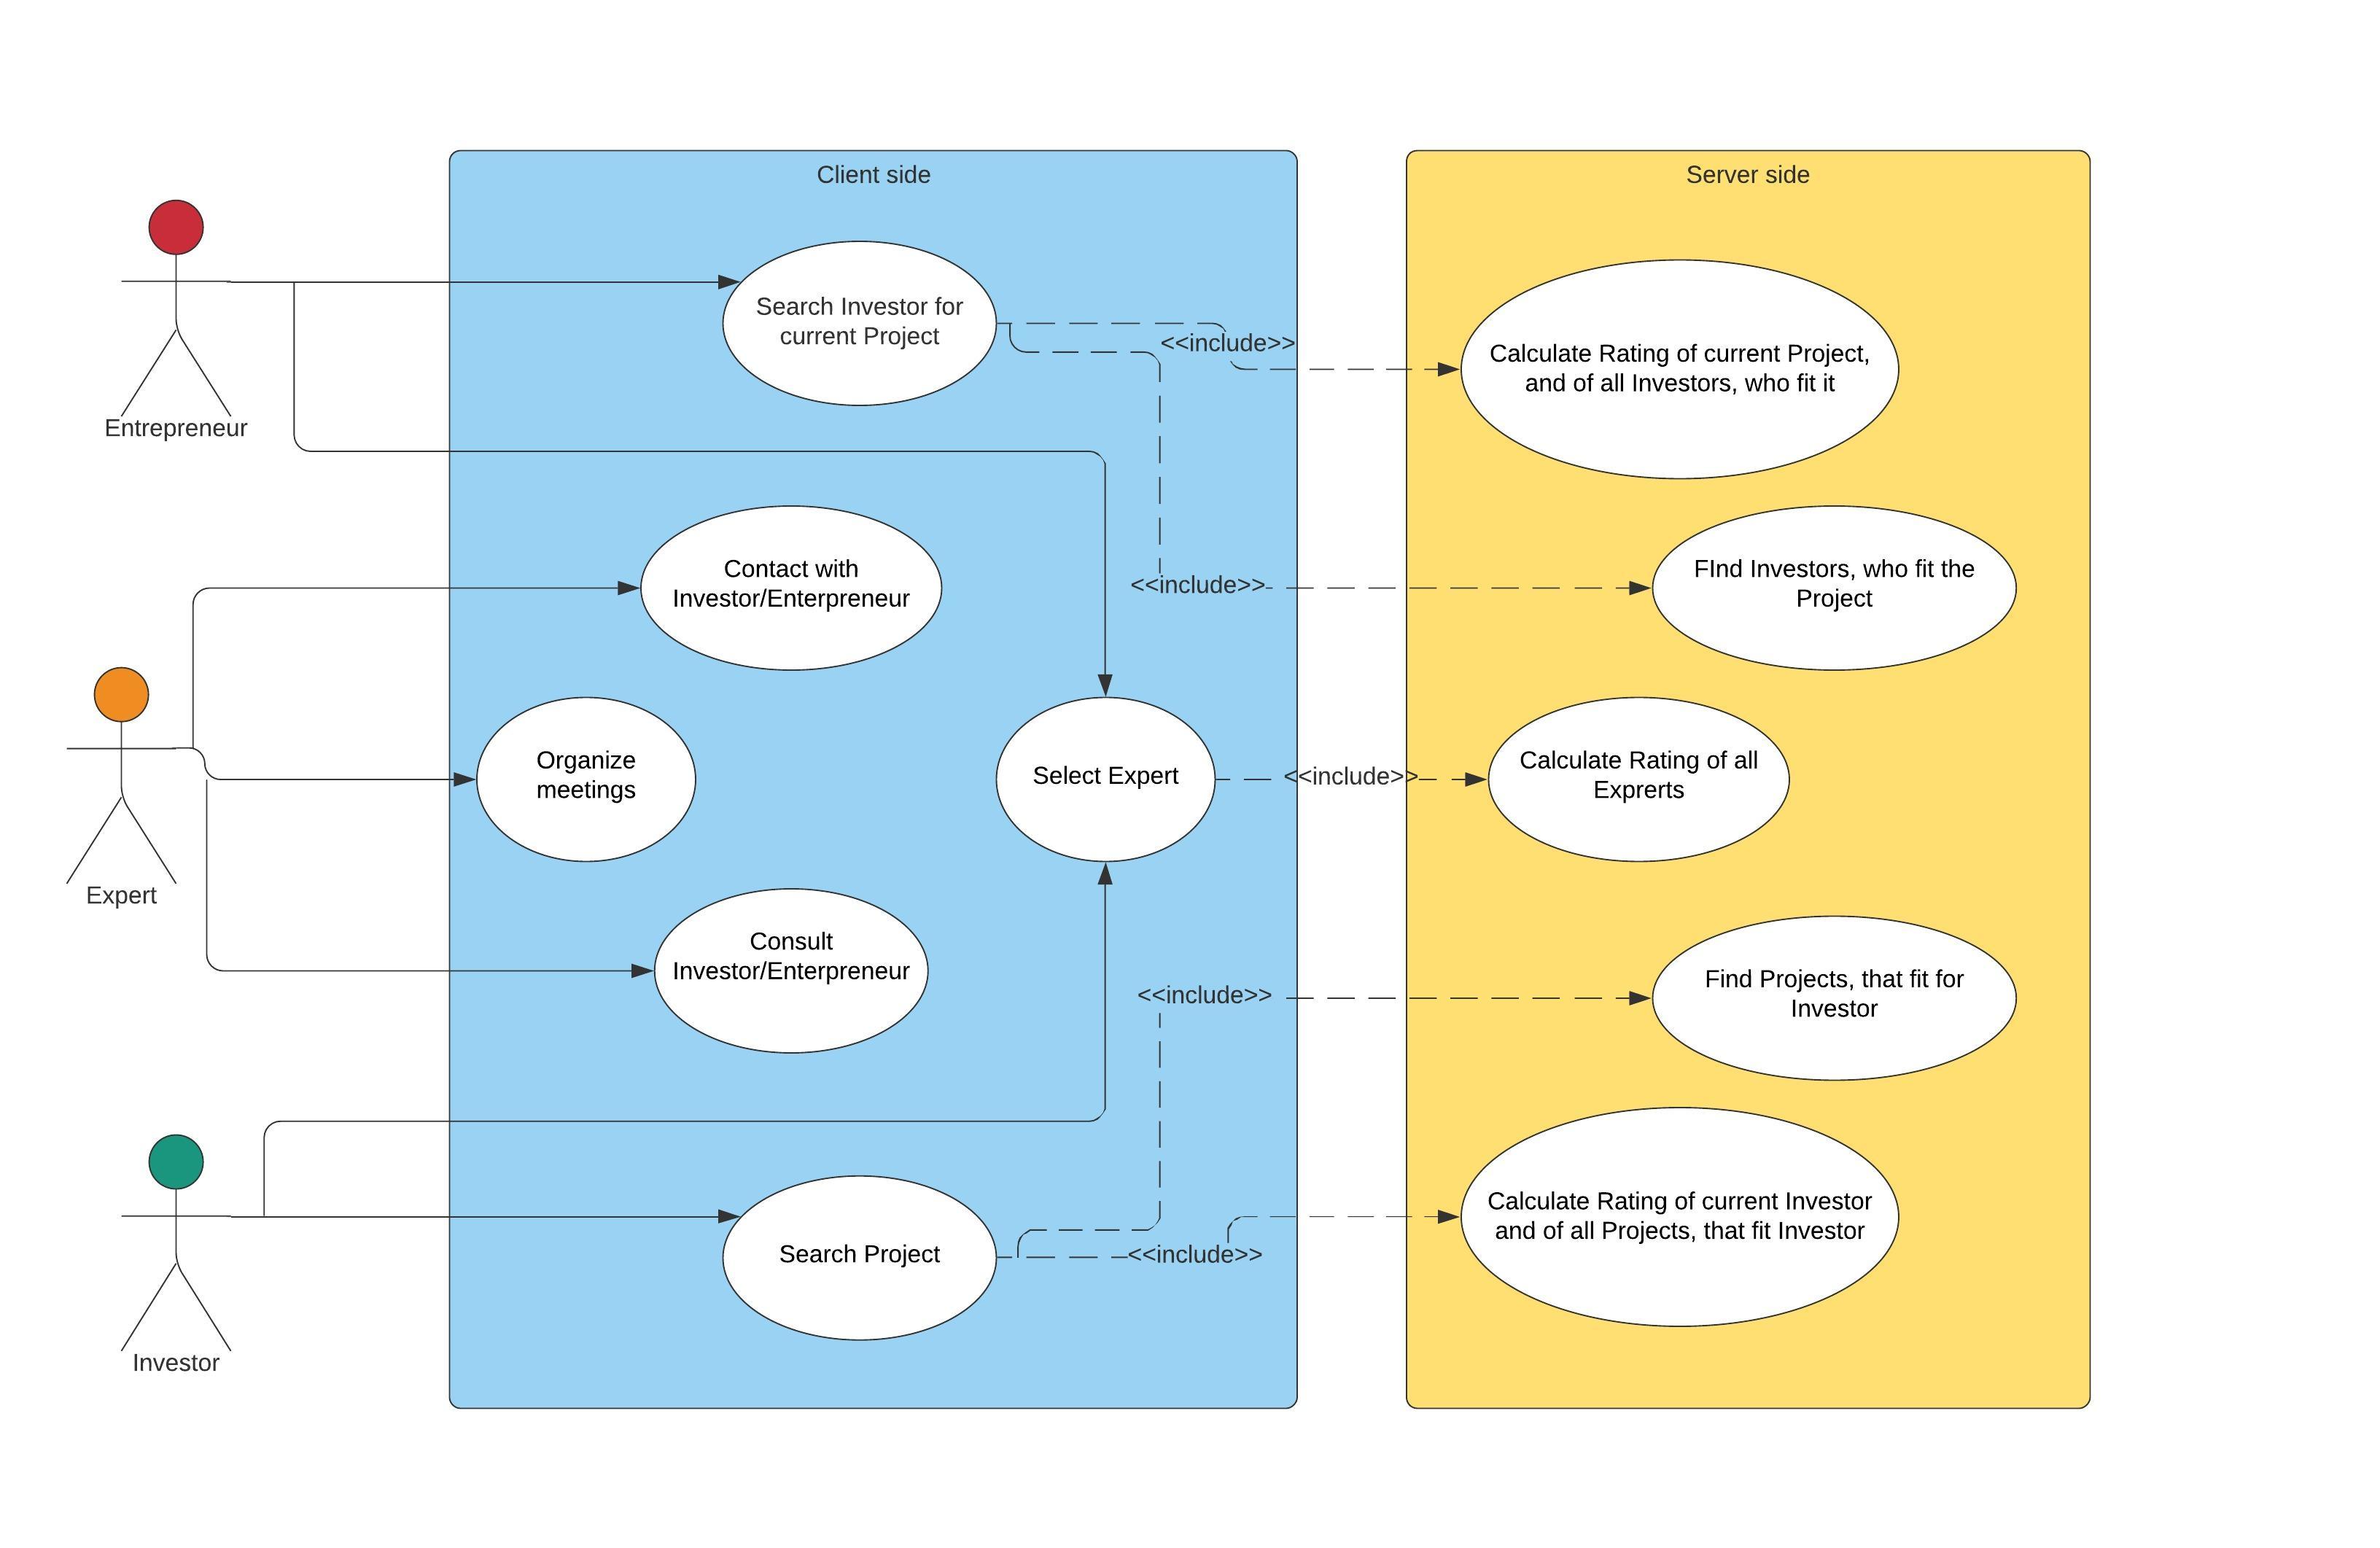 Client side
Server side
Search Investor for
current Project
<<include>>
Calculate Rating of current Project,
and of all Investors, who fit it
Entrepreneur
Contact with
Investor/Enterpreneur
<<include>>
FInd Investors, who fit the
Project
Organize
meetings
Select Expert
<<include>>
Calculate Rating of all
Exprerts
Expert
Consult
Investor/Enterpreneur
<<include>>
Find Projects, that fit for
Investor
Search Project
<<include>>
Calculate Rating of current Investor
and of all Projects, that fit Investor
Investor